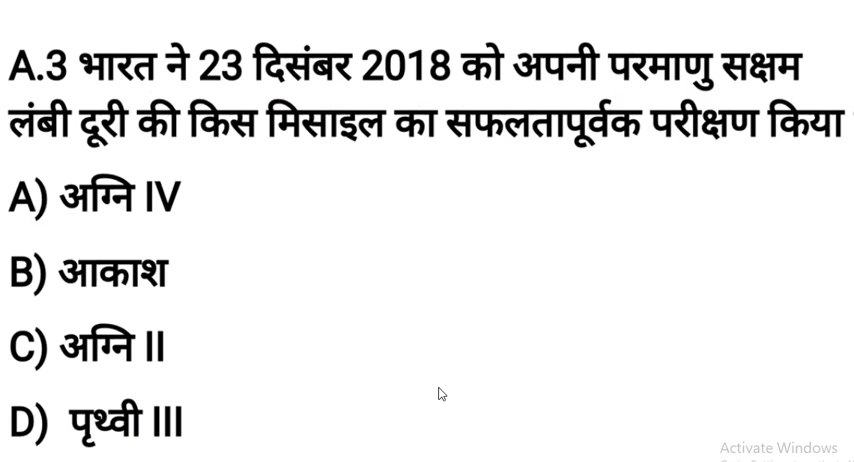 A.3 भारत ने 23 दिसंबर 2018 को अपनी परमाणु सक्षम
लंबी दूरी की किस मिसाइल का सफलतापूर्वक परीक्षण किया
A) अग्नि IV
B) आकाश
C) अग्नि II
D) पृथ्वी III
Activate Windows